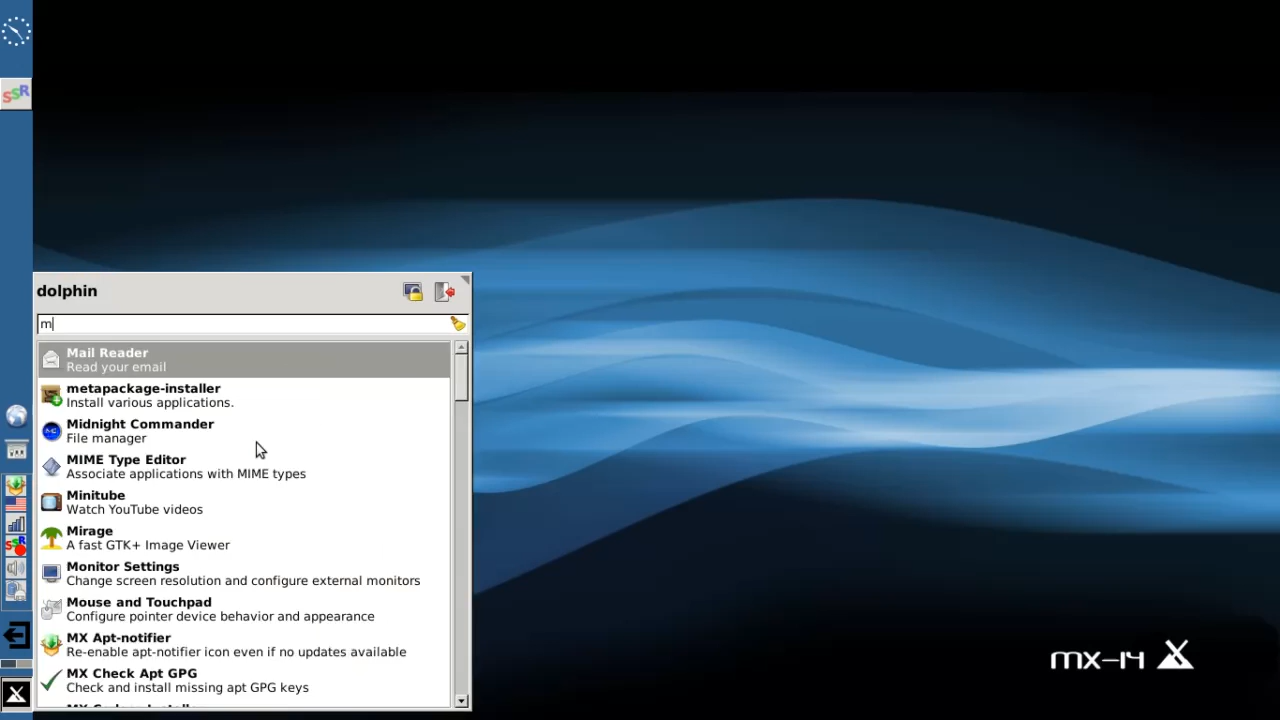 SSR
dolphin
m
Mail Reader
Read your email
metapackage-installer
Install various applications.
Midnight Commander
File manager
MIME Type Editor
Associate applications with MIME types
Minitube
Watch YouTube videos
Mirage
A fast GTK+ Image Viewer
Monitor Settings
Change screen resolution and configure external monitors
Mouse and Touchpad
Configure pointer device behavior and appearance
MX Apt-notifier
Re-enable apt-notifier icon even if no updates available
MX Check Apt GPG
Check and install missing apt GPG keys
mx-14